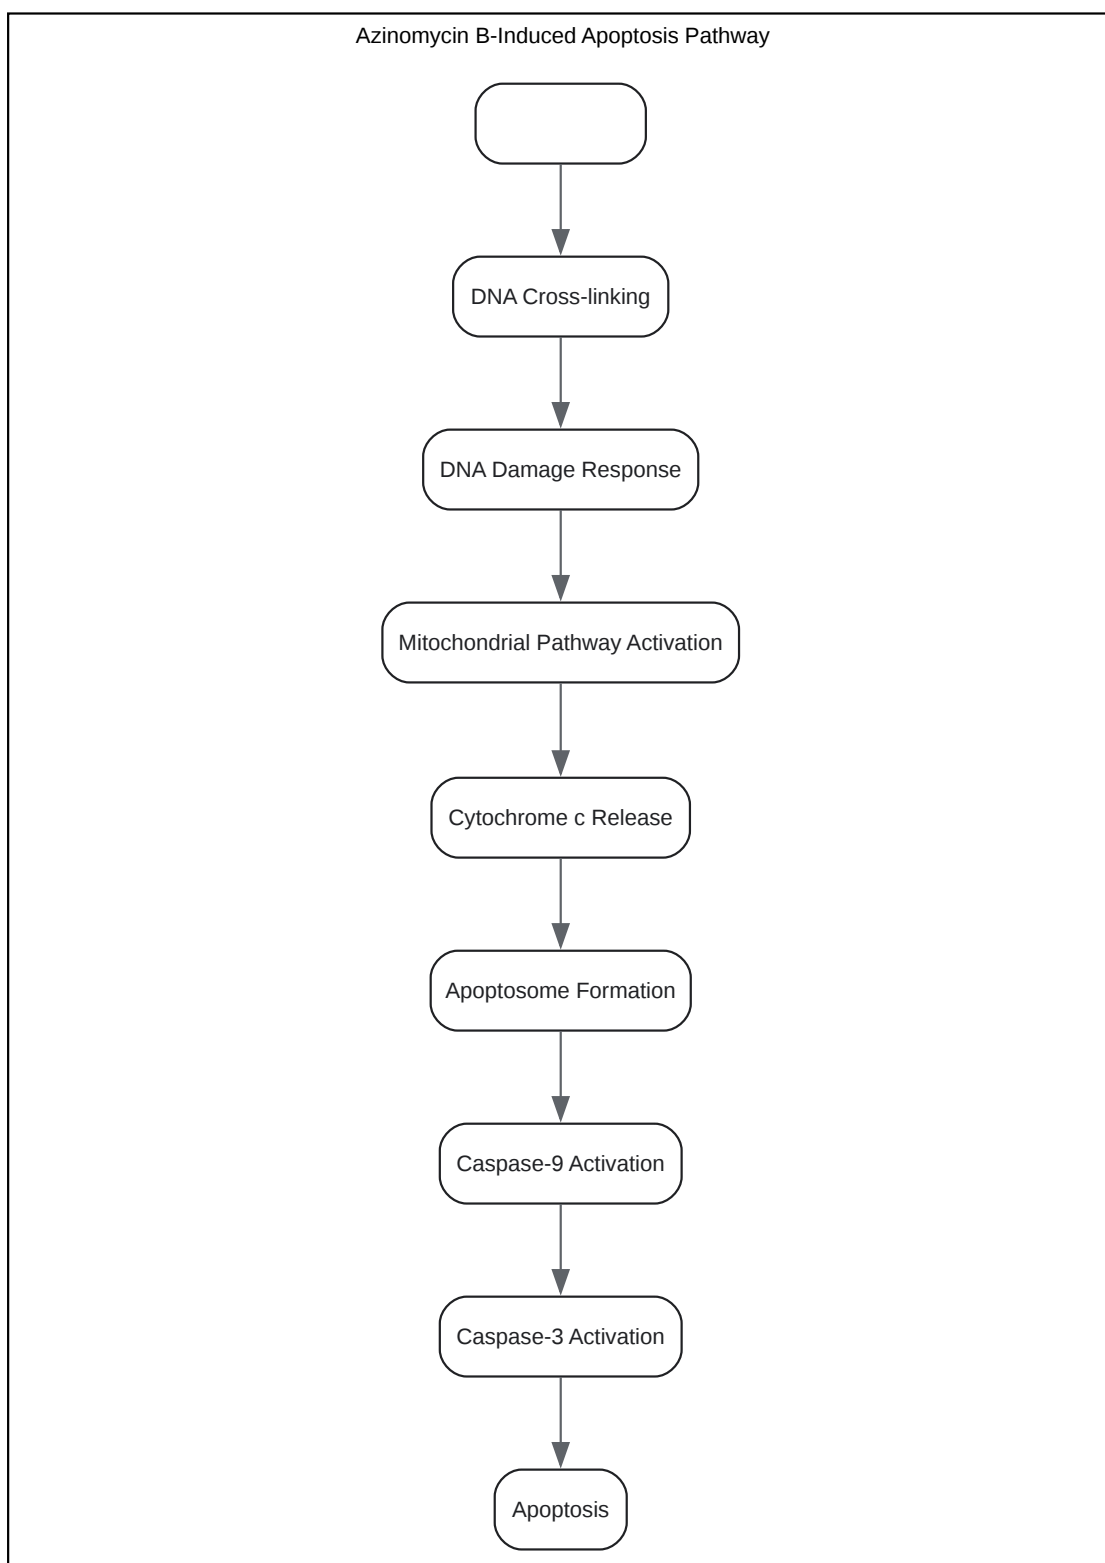 Azinomycin B-Induced Apoptosis Pathway
DNA Cross-linking
DNA Damage Response
Mitochondrial Pathway Activation
Cytochrome c Release
Apoptosome Formation
Caspase-9 Activation
Caspase-3 Activation
Apoptosis